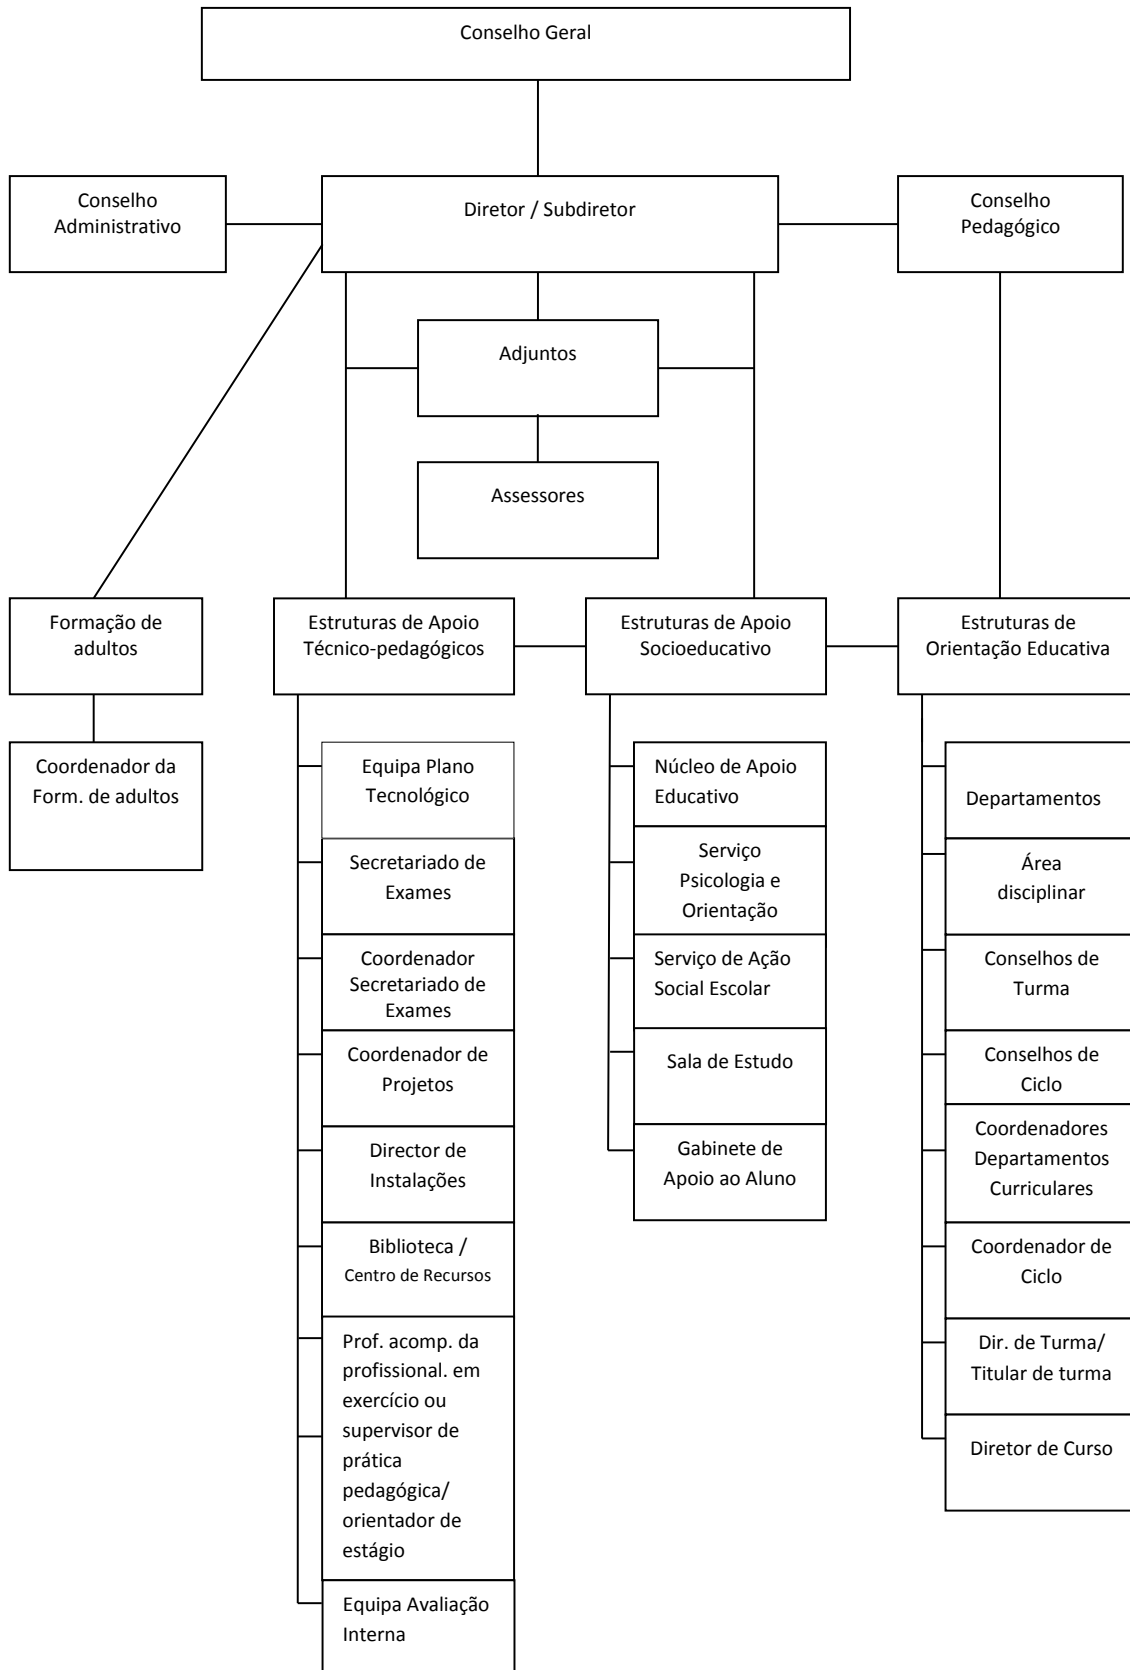 Conselho Geral
Conselho
Administrativo
Diretor / Subdiretor
Conselho
Pedagógico
Adjuntos
Assessores
Formação de
adultos
Estruturas de Apoio
Técnico-pedagógicos
Estruturas de Apoio
Socioeducativo
Estruturas de
Orientação Educativa
Coordenador da
Form. de adultos
Equipa Plano
Tecnológico
Secretariado de
Exames
Coordenador
Secretariado de
Exames
Coordenador de
Projetos
Director de
Instalações
Biblioteca /
Centro de Recursos
Prof. acomp. da
profissional. em
exercício ou
supervisor de
prática
pedagógica/
orientador de
estágio
Equipa Avaliação
Interna
Núcleo de Apoio
Educativo
Serviço
Psicologia e
Orientação
Serviço de Ação
Social Escolar
Sala de Estudo
Gabinete de
Apoio ao Aluno
Departamentos
Área
disciplinar
Conselhos de
Turma
Conselhos de
Ciclo
Coordenadores
Departamentos
Curriculares
Coordenador de
Ciclo
Dir. de Turma/
Titular de turma
Diretor de Curso